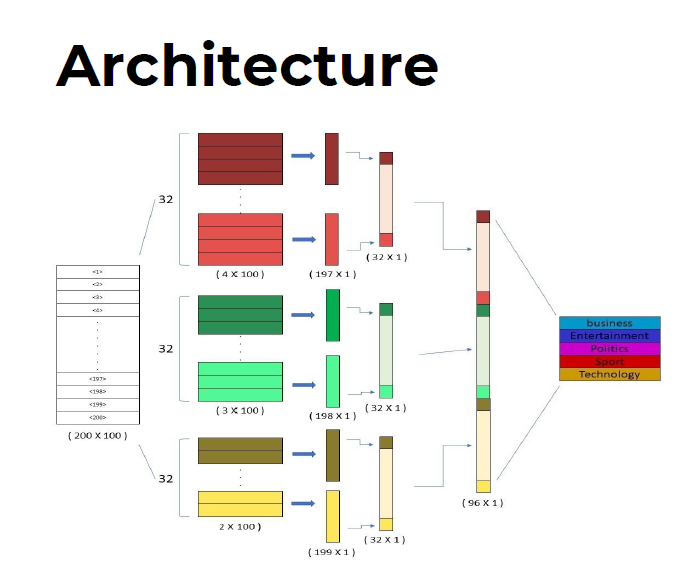 Architecture
32
( 4 X 100 )
( 197 X 1 )
( 32 X 1 )
<1>
<2>
<3>
<4>
<197>
<198>
<199>
<200>
( 200 X 100 )
32
( 3 X 100 )
( 198 X 1 )
( 32 X 1 )
32
2 X 100 )
( 199 X 1 )
( 32 X 1 )
( 96 X 1 )
business
Entertainment
Politics
Sport
Technology